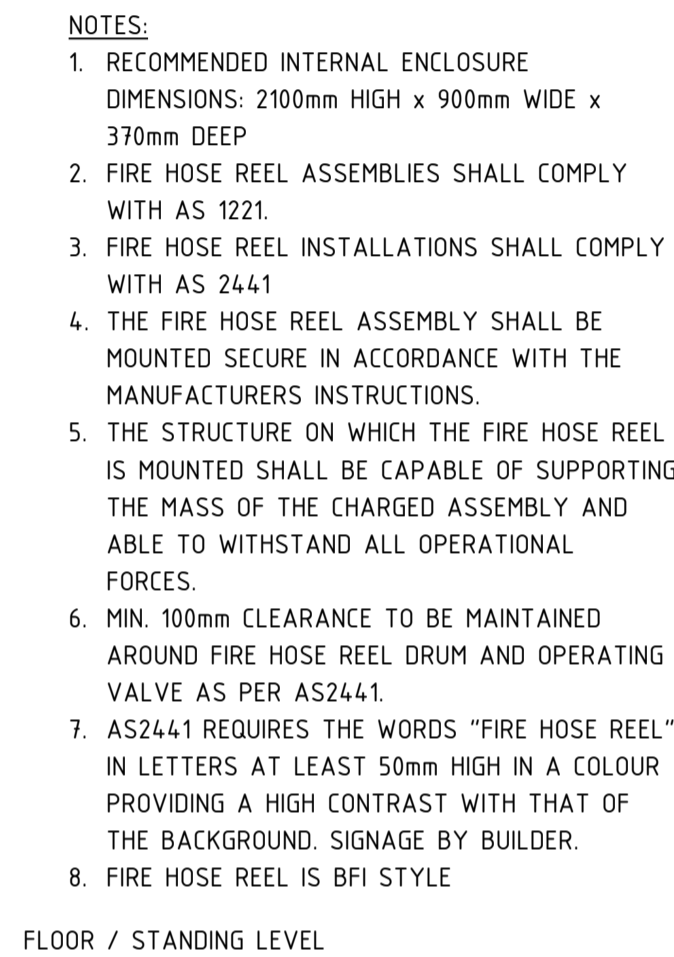 NOTES:
1. RECOMMENDED INTERNAL ENCLOSURE
DIMENSIONS: 2100mm HIGH x 900mm WIDE x
370mm DEEP
2. FIRE HOSE REEL ASSEMBLIES SHALL COMPLY
WITH AS 1221.
3. FIRE HOSE REEL INSTALLATIONS SHALL COMPLY
WITH AS 2441
4. THE FIRE HOSE REEL ASSEMBLY SHALL BE
MOUNTED SECURE IN ACCORDANCE WITH THE
MANUFACTURERS INSTRUCTIONS.
5. THE STRUCTURE ON WHICH THE FIRE HOSE REEL
IS MOUNTED SHALL BE CAPABLE OF SUPPORTING
THE MASS OF THE CHARGED ASSEMBLY AND
ABLE TO WITHSTAND ALL OPERATIONAL
FORCES.
6. MIN. 100mm CLEARANCE TO BE MAINTAINED
AROUND FIRE HOSE REEL DRUM AND OPERATING
VALVE AS PER AS2441.
7. AS2441 REQUIRES THE WORDS "FIRE HOSE REEL"
IN LETTERS AT LEAST 50mm HIGH IN A COLOUR
PROVIDING A HIGH CONTRAST WITH THAT OF
THE BACKGROUND. SIGNAGE BY BUILDER.
8. FIRE HOSE REEL IS BFI STYLE
FLOOR / STANDING LEVEL